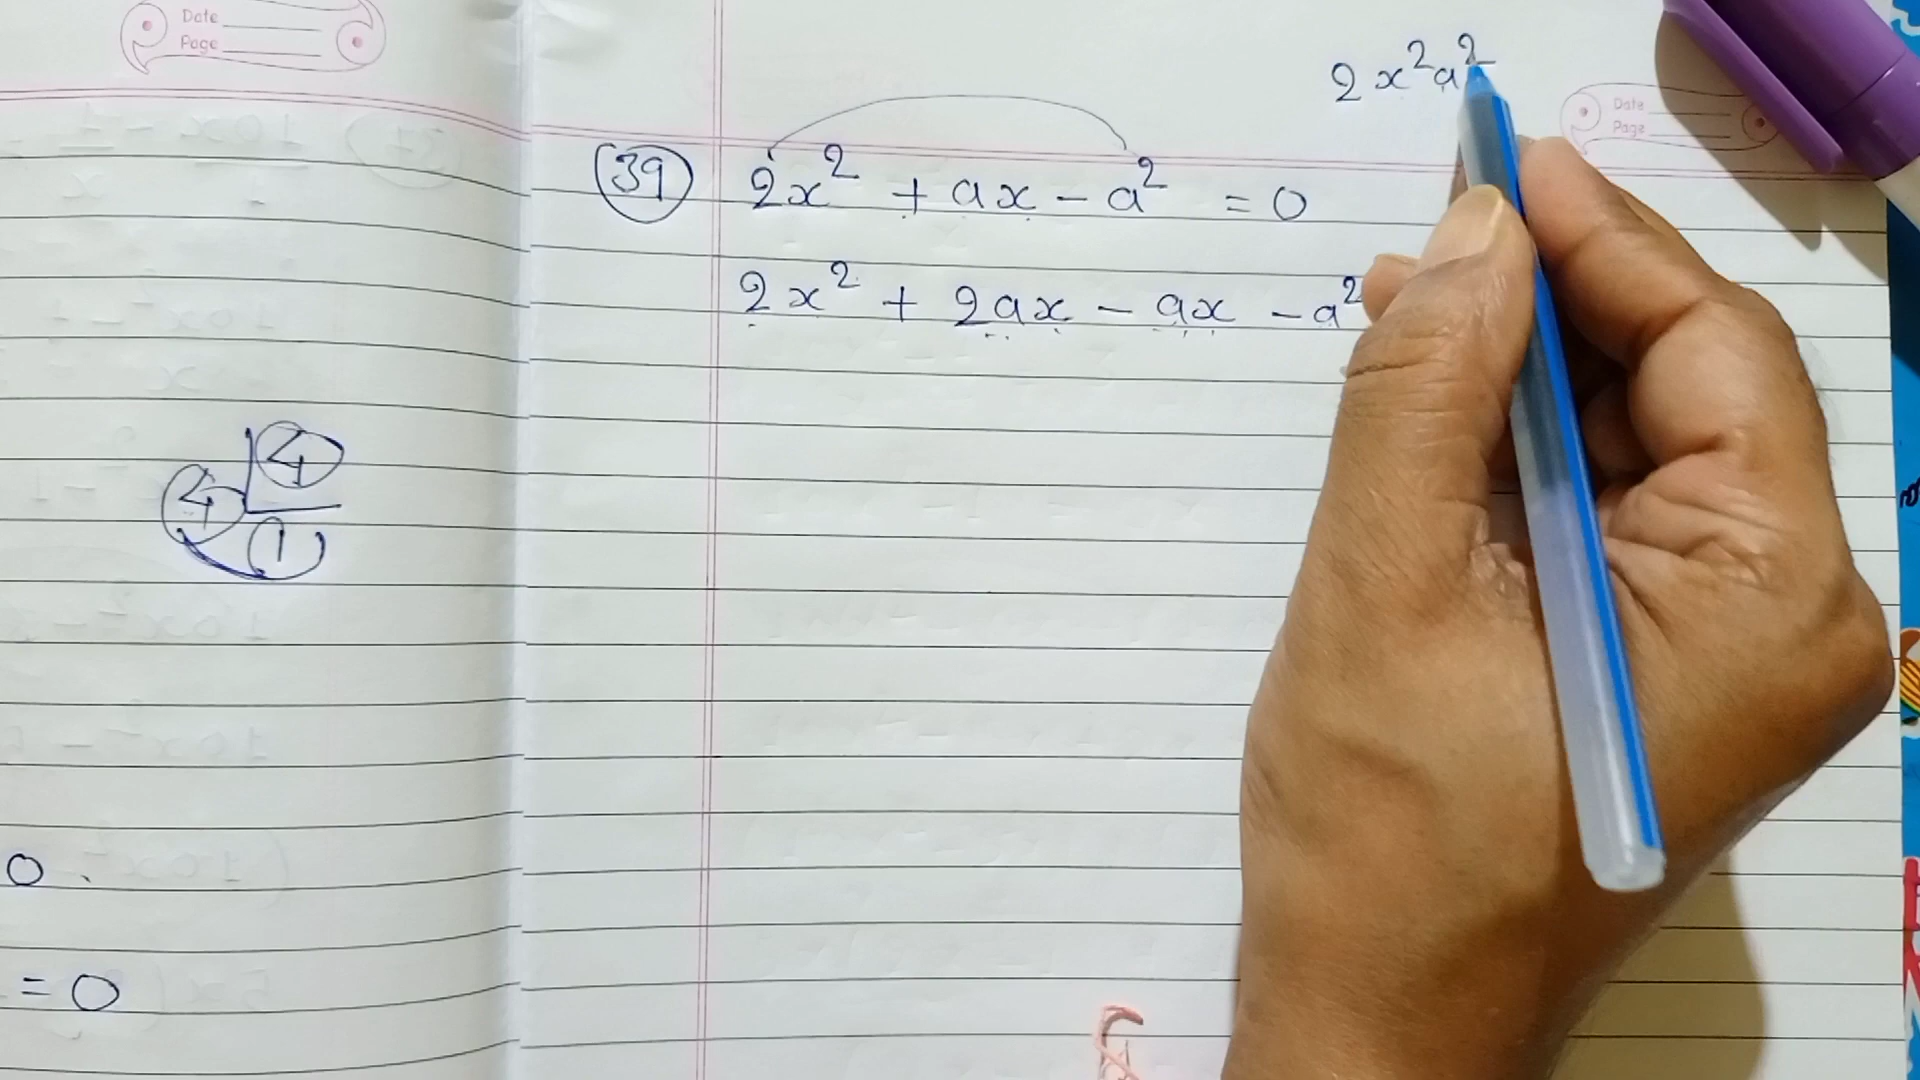 Date
Page
2x²a²
Date
Page
39 2x² + ax - a² = 0
2x² + 2ax - ax - a²
4
4
1
0
= 0